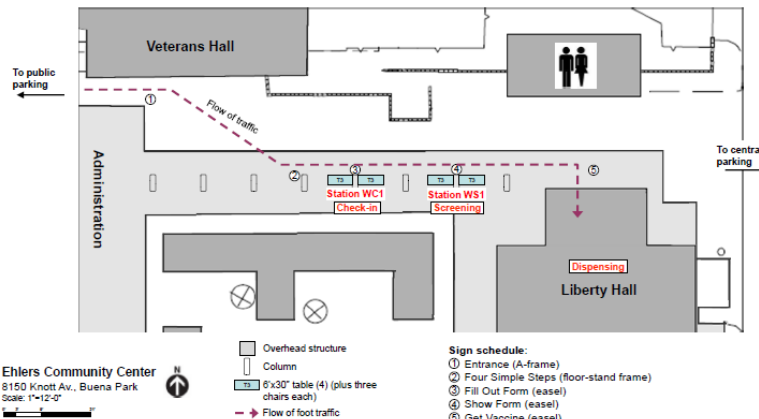 Veterans Hall
To public
parking
①
Flow of traffic
Administration
To central
parking
②
③
④
⑤
T3
T3
T3
T3
Station WC1
Check-in
Station WS1
Screening
Dispensing
Liberty Hall
Ehlers Community Center
8150 Knott Av., Buena Park
Scale: 1"=12'-0"
N
Overhead structure
Column
T3 6'x30" table (4) (plus three
chairs each)
Flow of foot traffic
Sign schedule:
① Entrance (A-frame)
② Four Simple Steps (floor-stand frame)
③ Fill Out Form (easel)
④ Show Form (easel)
⑤ Get Vaccine (easel)